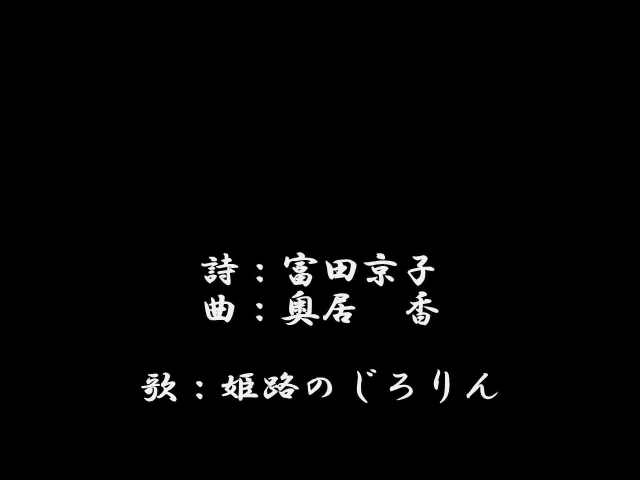 詩：富田京子
曲：奥居　香
歌：姫路のじろりん